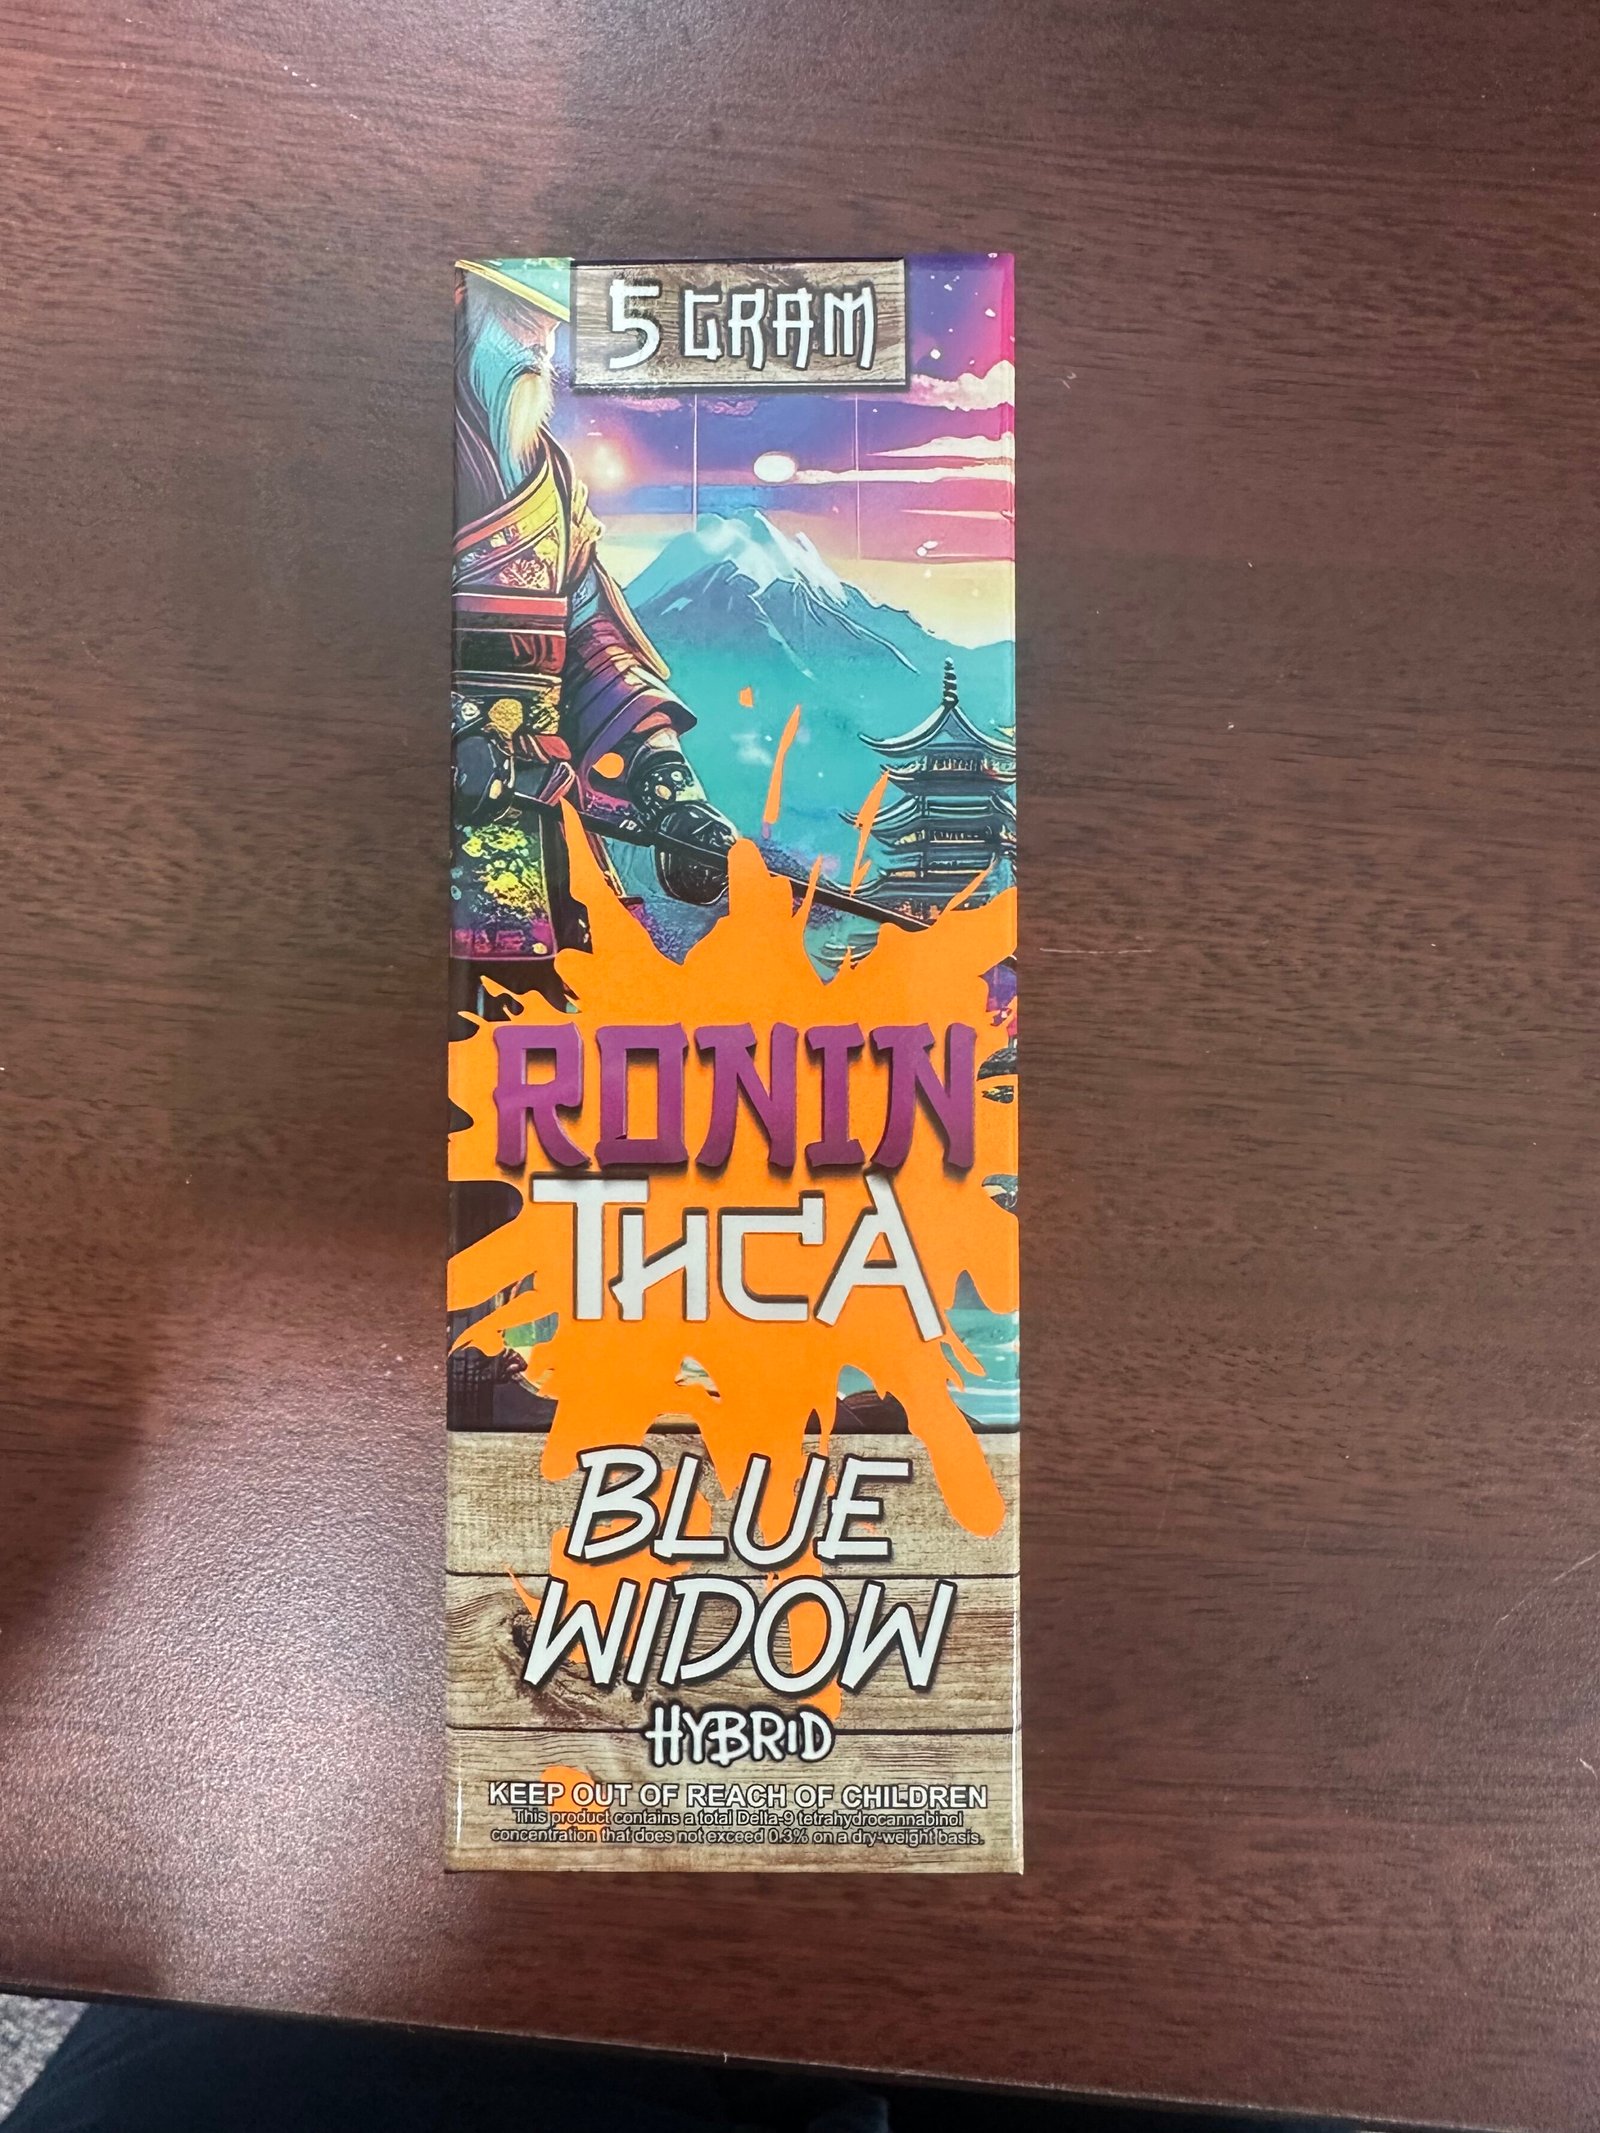 5 GRAM
RONIN
THCA
BLUE
WIDOW
HYBRID
KEEP OUT OF REACH OF CHILDREN
This product contains a total Delta-9 tetrahydrocannabinol
concentration that does not exceed 0.3% on a dry-weight basis.